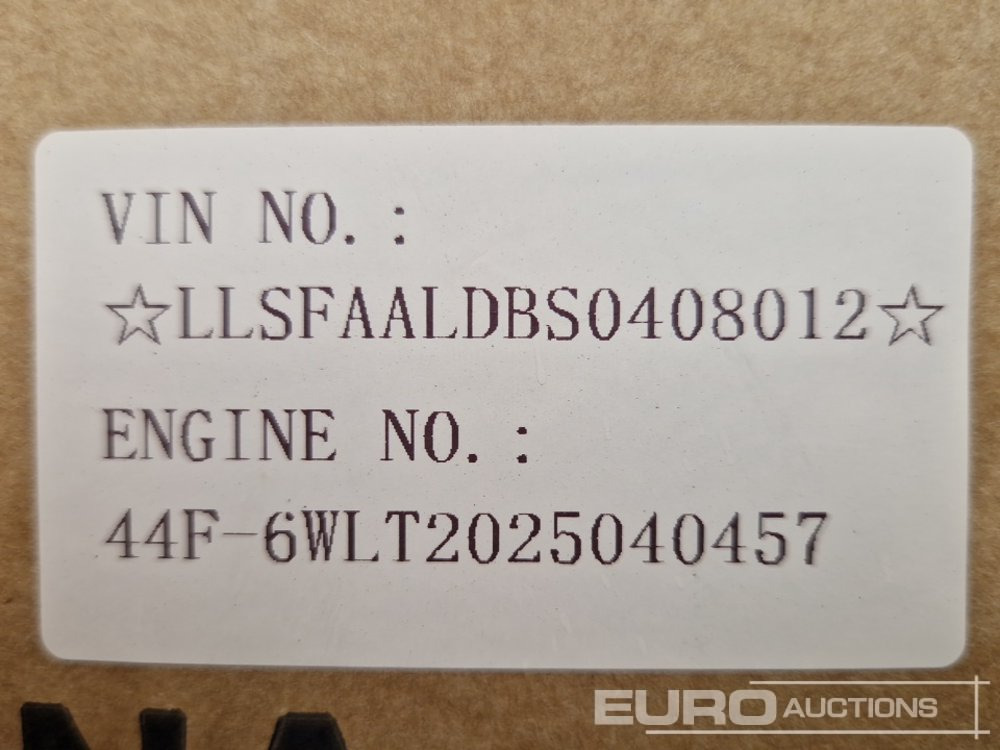 VIN NO.:
☆LLSFAALDBS0408012☆
ENGINE NO.:
44F-6WLT2025040457
EURO AUCTIONS